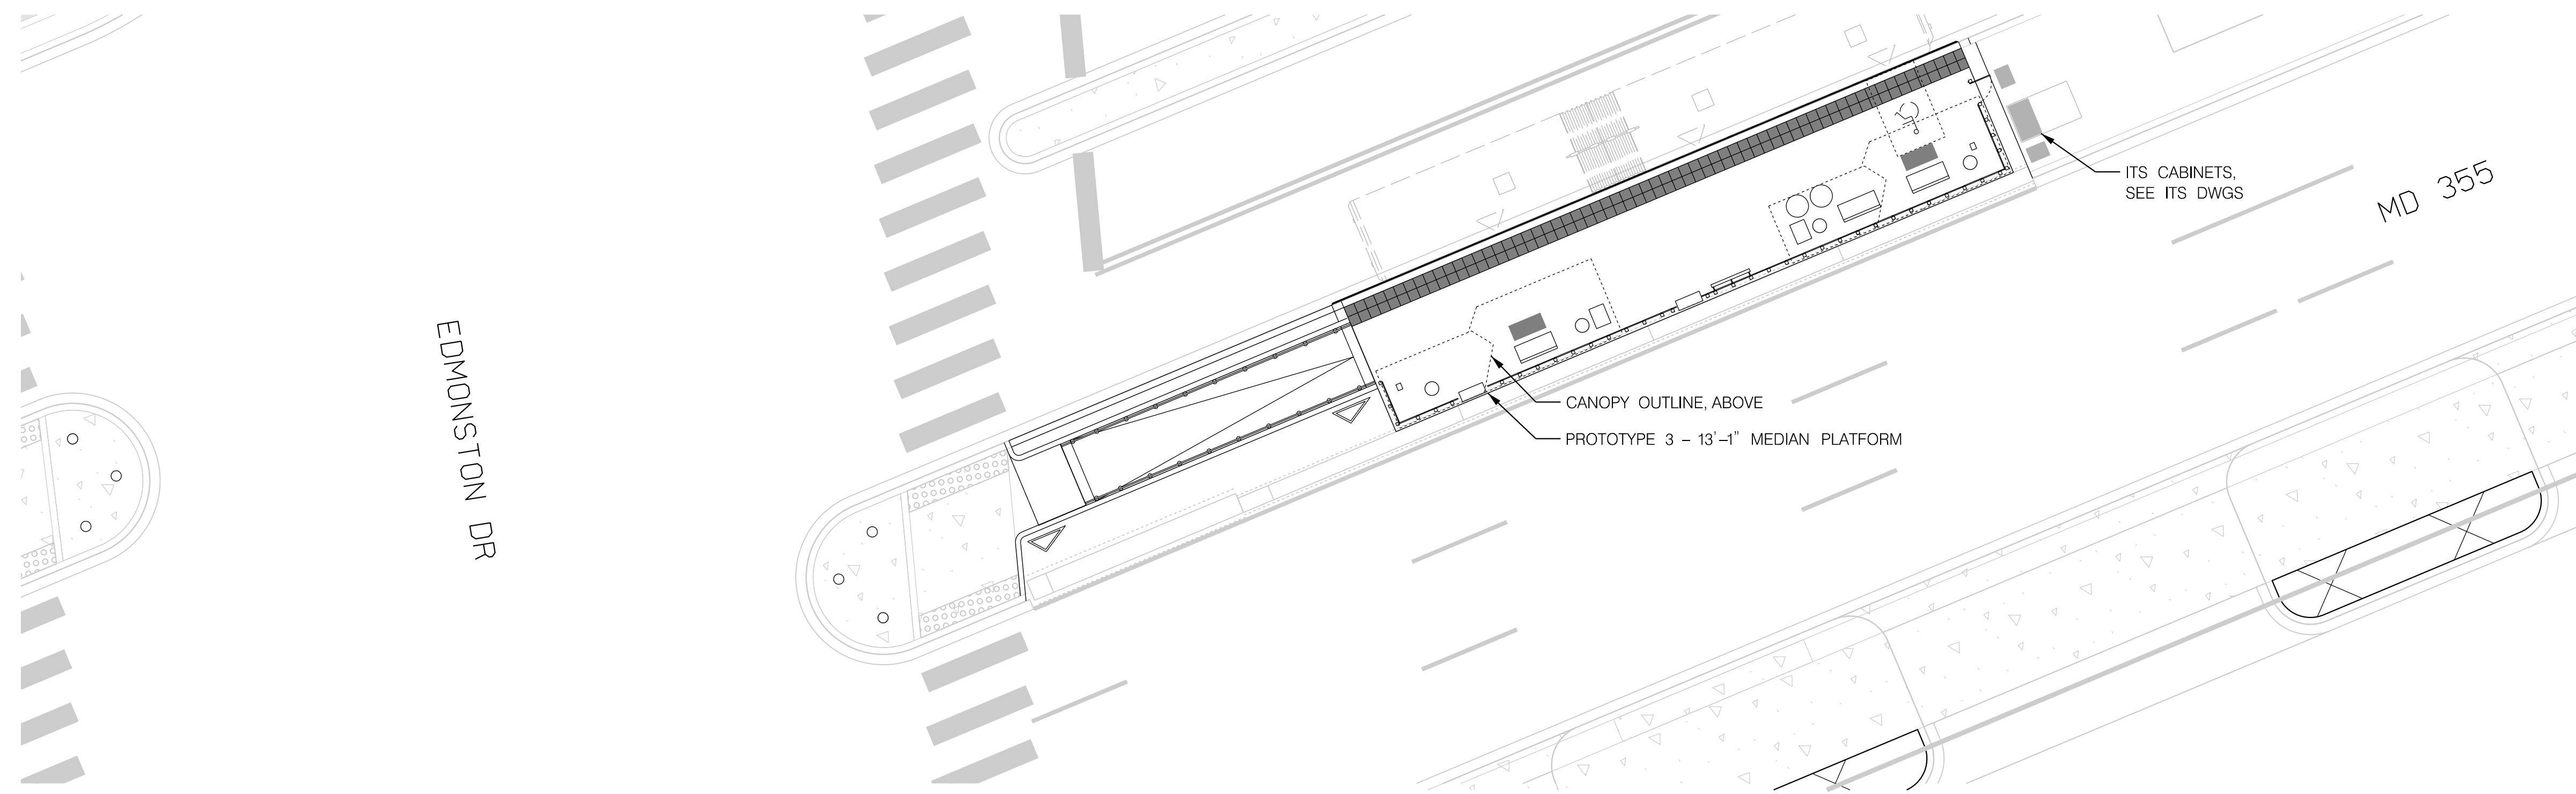 ITS CABINETS,
SEE ITS DWGS
MD 355
EDMONSTON DR
CANOPY OUTLINE, ABOVE
PROTOTYPE 3 – 13'–1" MEDIAN PLATFORM